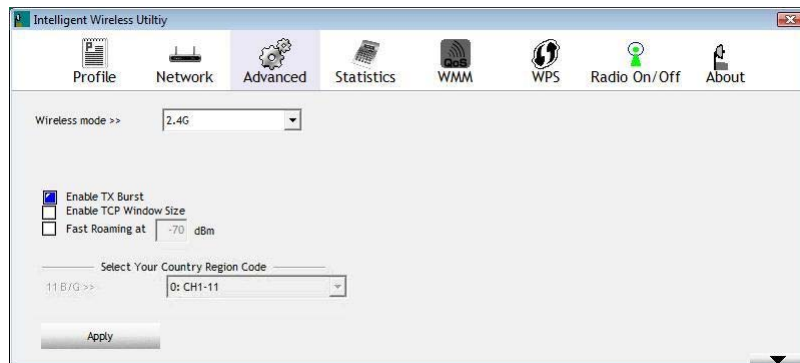 Intelligent Wireless Utiltiy
Profile Network Advanced Statistics WMM WPS Radio On/Off About
QoS
Wireless mode >> 2.4G
Enable TX Burst
Enable TCP Window Size
Fast Roaming at -70 dBm
Select Your Country Region Code
11 B/G >> 0: CH1-11
Apply